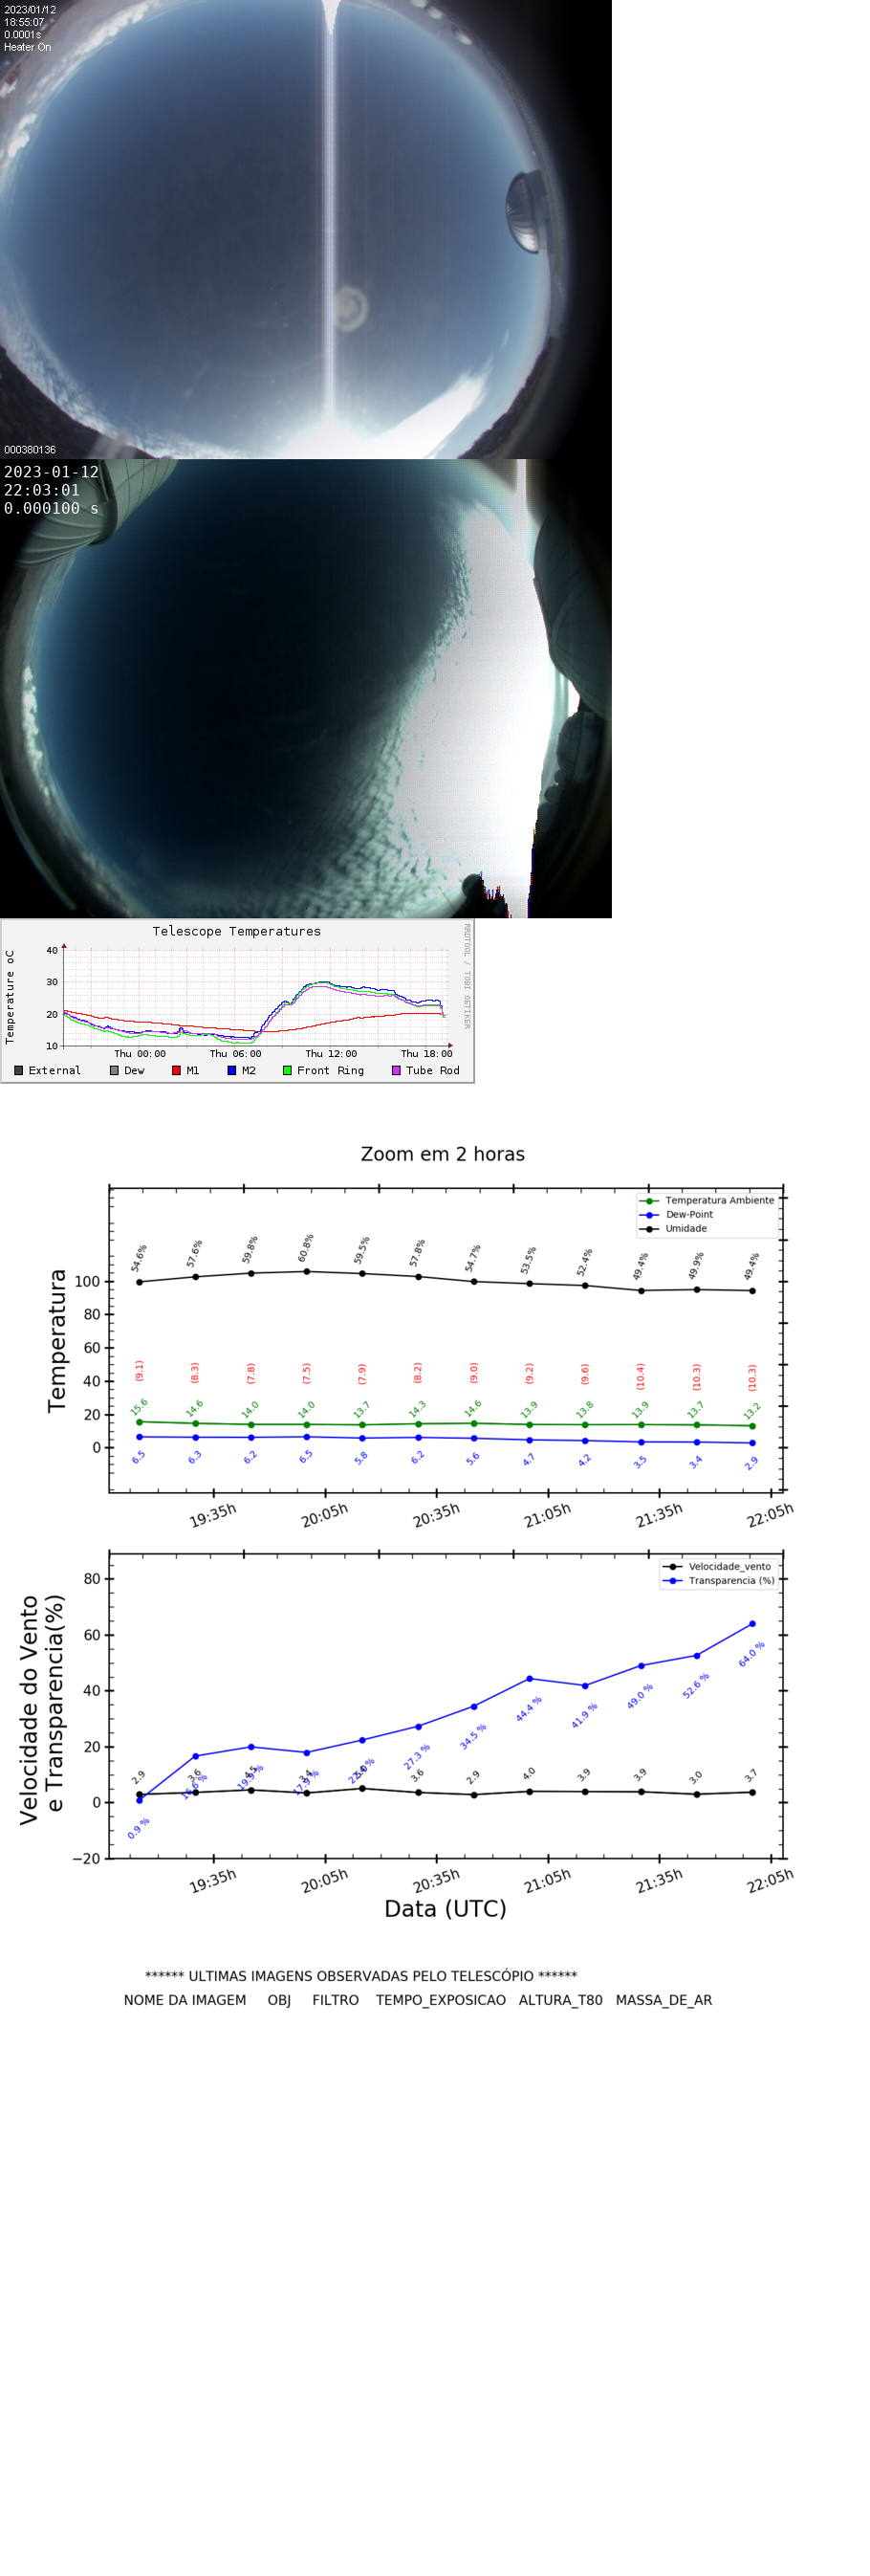 2023/01/12
18:55:07
0.0001s
Heater On
000380136
2023-01-12
22:03:01
0.000100 s
Telescope Temperatures
RRDTOOL / TOBI OETIKER
Temperature oC
40
30
20
10
Thu 00:00 Thu 06:00 Thu 12:00 Thu 18:00
External Dew M1 M2 Front Ring Tube Rod
Zoom em 2 horas
Temperatura Ambiente
Dew-Point
Umidade
Temperatura
100
80
60
40
20
0
54.6% 57.6% 59.8% 60.8% 59.5% 57.8% 54.7% 53.5% 52.4% 49.4% 49.9% 49.4%
(9.1) (8.3) (7.8) (7.5) (7.9) (8.2) (9.0) (9.2) (9.6) (10.4) (10.3) (10.3)
15.6 14.6 14.0 14.0 13.7 14.3 14.6 13.9 13.8 13.9 13.7 13.2
6.5 6.3 6.2 6.5 5.8 6.2 5.6 4.7 4.2 3.5 3.4 2.9
19:35h 20:05h 20:35h 21:05h 21:35h 22:05h
Velocidade_vento
Transparencia (%)
Velocidade do Vento
e Transparencia(%)
80
60
40
20
0
−20
2.9 3.6 3.6 2.9 4.0 3.9 3.9 3.0 3.7
0.9 % 27.3 % 34.5 % 44.4 % 41.9 % 49.0 % 52.6 % 64.0 %
19:35h 20:05h 20:35h 21:05h 21:35h 22:05h
Data (UTC)
****** ULTIMAS IMAGENS OBSERVADAS PELO TELESCÓPIO ******
NOME DA IMAGEM OBJ FILTRO TEMPO_EXPOSICAO ALTURA_T80 MASSA_DE_AR